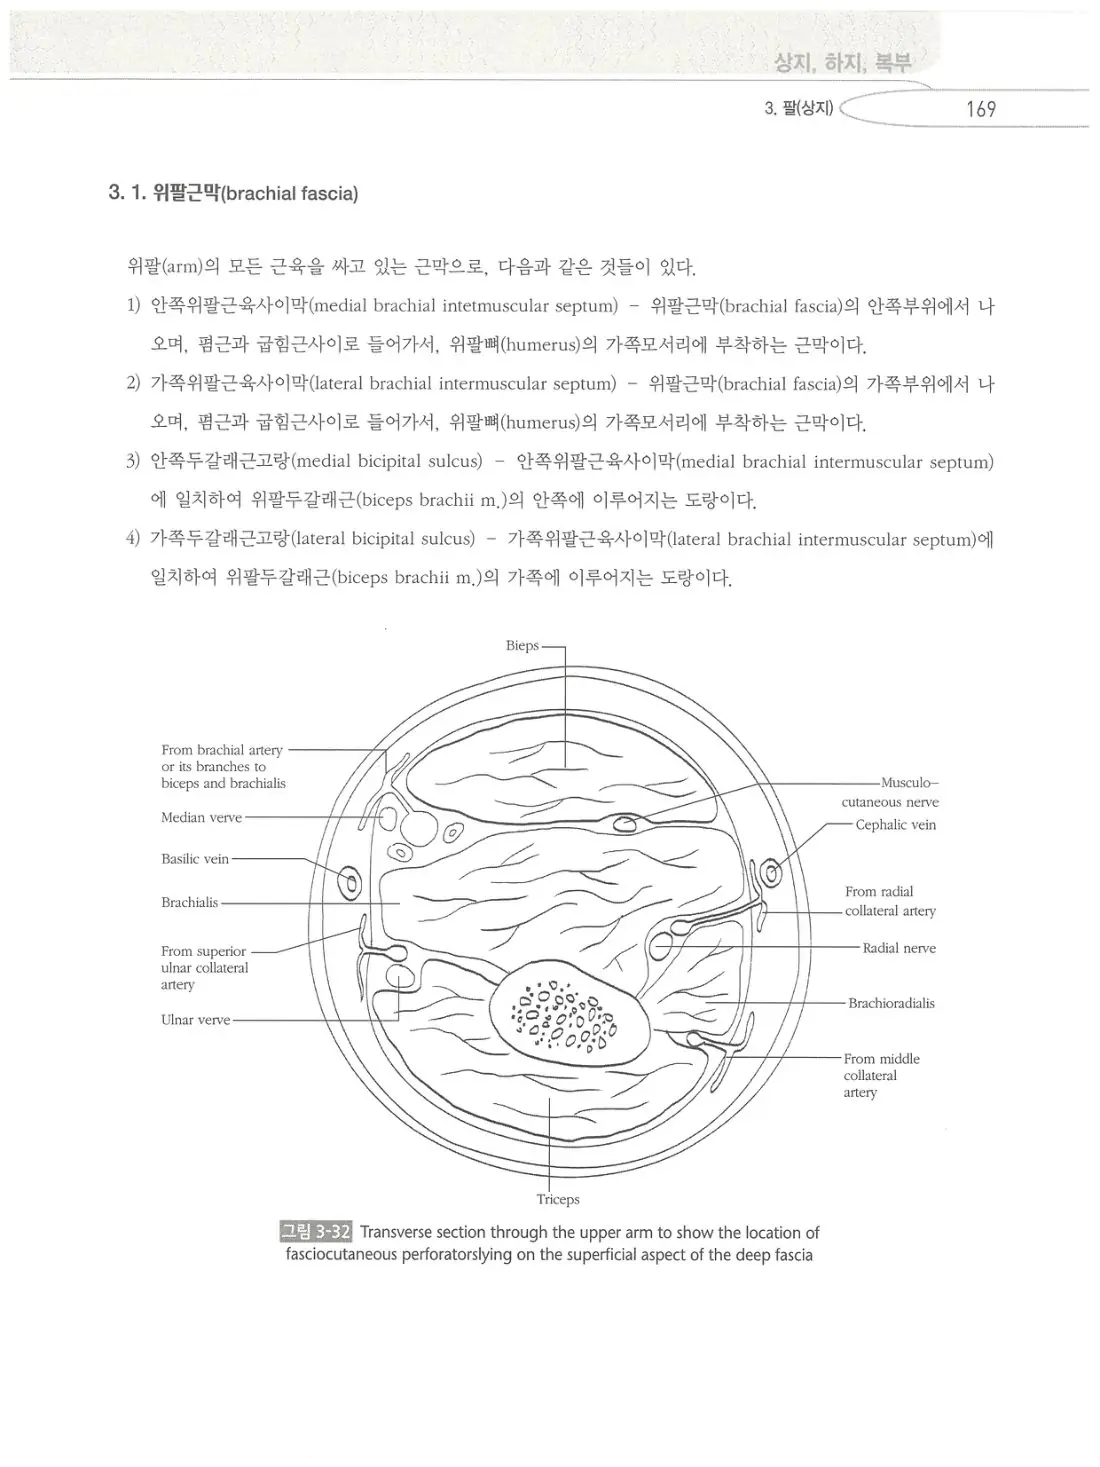 상지, 하지, 복부
3. 팔(상지)
169
3. 1. 위팔근막(brachial fascia)
위팔(arm)의 모든 근육을 싸고 있는 근막으로, 다음과 같은 것들이 있다.
1) 안쪽위팔근육사이막(medial brachial intetmuscular septum) - 위팔근막(brachial fascia)의 안쪽부위에서 나
오며, 폄근과 굽힘근사이로 들어가서, 위팔뼈(humerus)의 가쪽모서리에 부착하는 근막이다.
2) 가쪽위팔근육사이막(lateral brachial intermuscular septum) - 위팔근막(brachial fascia)의 가쪽부위에서 나
오며, 폄근과 굽힘근사이로 들어가서, 위팔뼈(humerus)의 가쪽모서리에 부착하는 근막이다.
3) 안쪽두갈래근고랑(medial bicipital sulcus) - 안쪽위팔근육사이막(medial brachial intermuscular septum)
에 일치하여 위팔두갈래근(biceps brachii m.)의 안쪽에 이루어지는 도랑이다.
4) 가쪽두갈래근고랑(lateral bicipital sulcus) - 가쪽위팔근육사이막(lateral brachial intermuscular septum)에
일치하여 위팔두갈래근(biceps brachii m.)의 가쪽에 이루어지는 도랑이다.
Bieps
From brachial artery
or its branches to
biceps and brachialis
Median verve
Basilic vein
Brachialis
From superior
ulnar collateral
artery
Ulnar verve
Musculo-
cutaneous nerve
Cephalic vein
From radial
collateral artery
Radial nerve
Brachioradialis
From middle
collateral
artery
Triceps
그림 3-32 Transverse section through the upper arm to show the location of
fasciocutaneous perforatorslying on the superficial aspect of the deep fascia